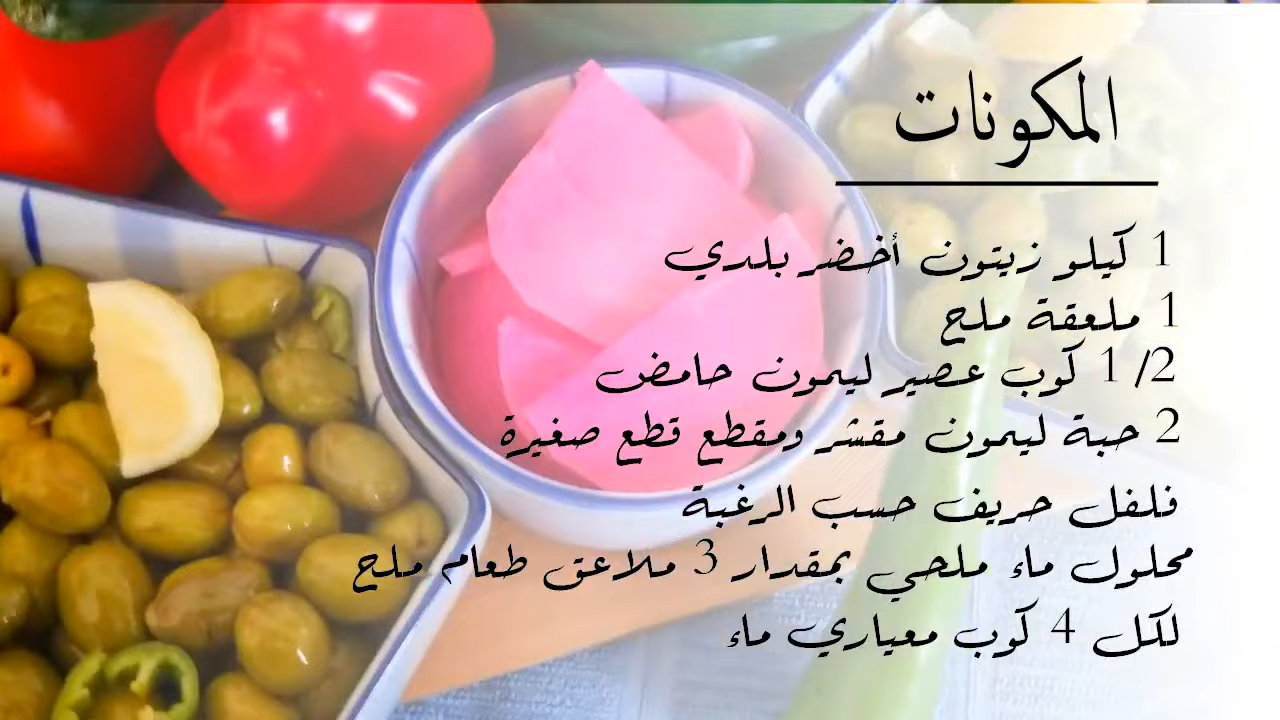 المكونات
1 كيلو زيتون أخضر بلدي
1 ملعقة ملح
1/2 كوب عصير ليمون حامض
2 حبة ليمون مقشر ومقطع قطع صغيرة
فلفل حريف حسب الرغبة
محلول ماء ملحي بمقدار 3 ملاعق طعام ملح
لكل 4 كوب معياري ماء